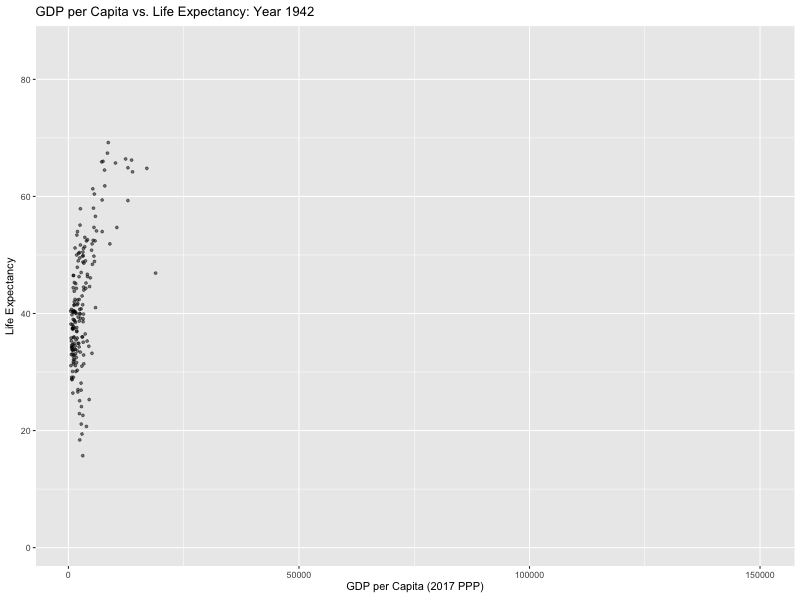 GDP per Capita vs. Life Expectancy: Year 1942
80
60
40
20
0
Life Expectancy
0 50000 100000 150000
GDP per Capita (2017 PPP)